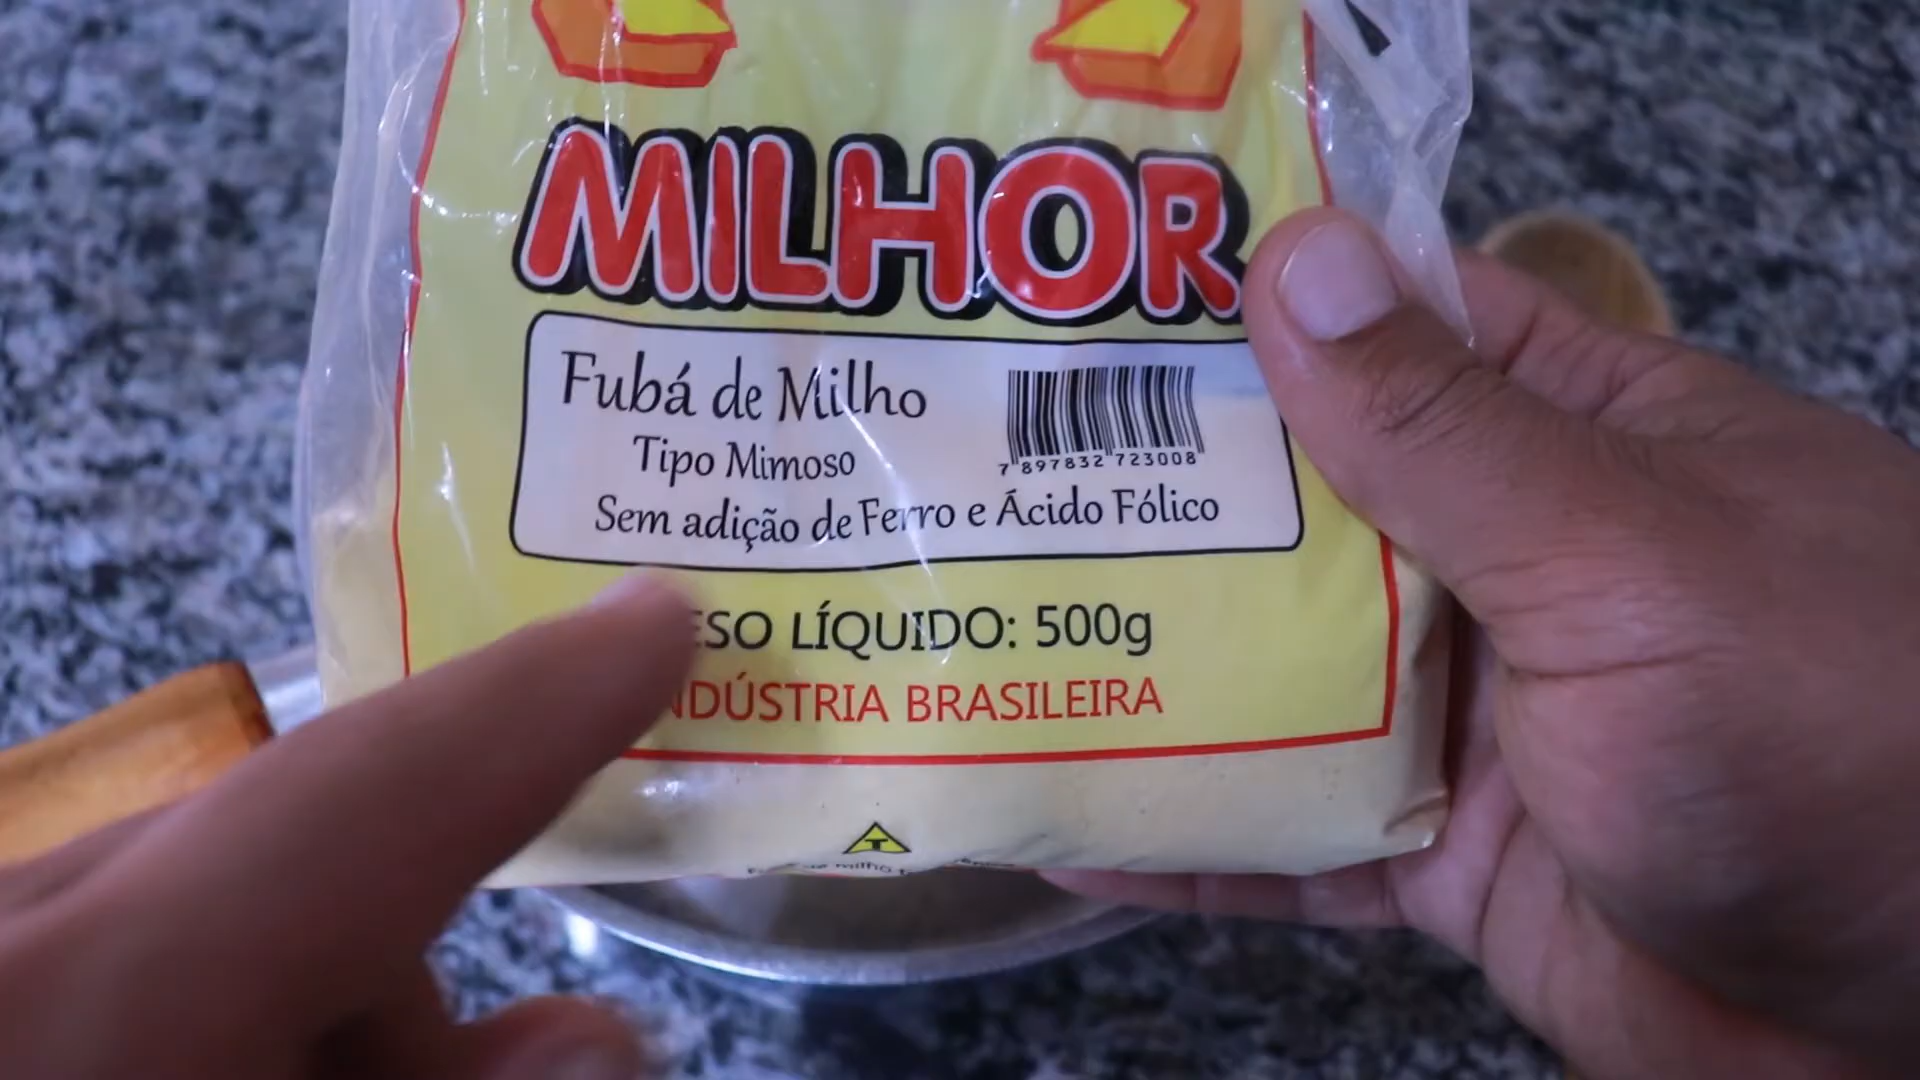 MILHOR
Fubá de Milho
Tipo Mimoso
7 897832 723008
Sem adição de Ferro e Ácido Fólico
ESO LÍQUIDO: 500g
NDÚSTRIA BRASILEIRA
T
milho